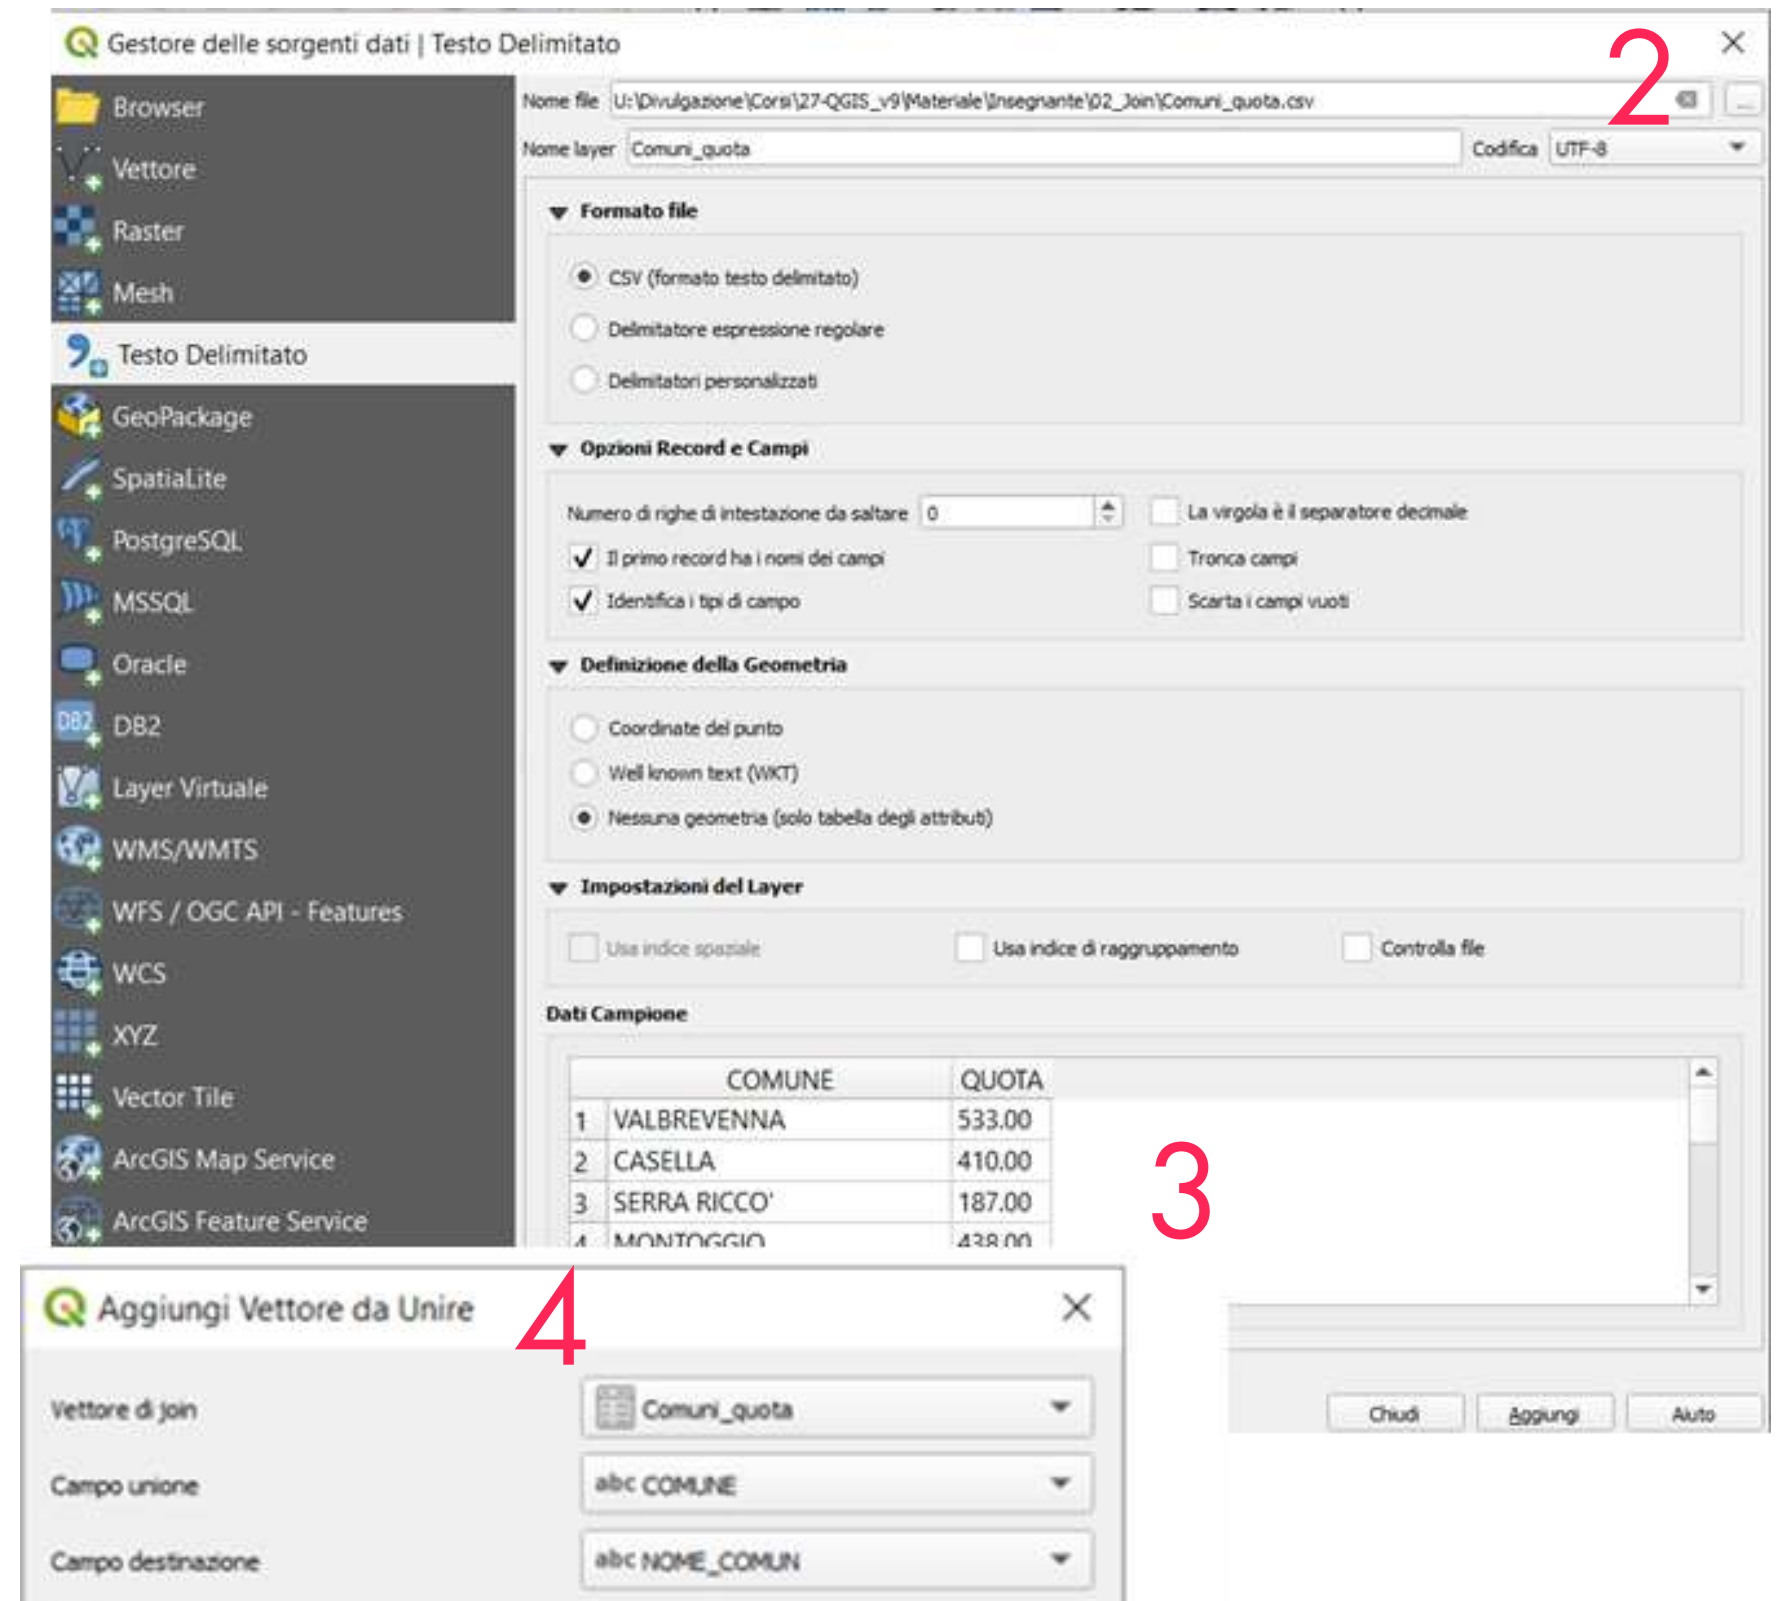 Gestore delle sorgenti dati | Testo Delimitato
2
Browser
Vettore
Raster
Mesh
Testo Delimitato
GeoPackage
SpatiaLite
PostgreSQL
MSSQL
Oracle
DB2 DB2
Layer Virtuale
WMS/WMTS
WFS / OGC API - Features
WCS
XYZ
Vector Tile
ArcGIS Map Service
ArcGIS Feature Service
Nome file U:\Divulgazione\Corsi\27-QGIS_v9\Materiale\Insegnante\02_Join\Comuni_quota.csv ...
Nome layer Comuni_quota Codifica UTF-8
Formato file
CSV (formato testo delimitato)
Delimitatore espressione regolare
Delimitatori personalizzati
Opzioni Record e Campi
Numero di righe di intestazione da saltare 0 La virgola è il separatore decimale
Il primo record ha i nomi dei campi Tronca campi
Identifica i tipi di campo Scarta i campi vuoti
Definizione della Geometria
Coordinate del punto
Well known text (WKT)
Nessuna geometria (solo tabella degli attributi)
Impostazioni del Layer
Usa indice spaziale Usa indice di raggruppamento Controlla file
Dati Campione
COMUNE QUOTA
1 VALBREVENNA 533.00
2 CASELLA 410.00
3 SERRA RICCO' 187.00
4 MONTOGGIO 438.00
3
Chiudi Aggiungi Aiuto
Aggiungi Vettore da Unire
4
Vettore di join Comuni_quota
Campo unione abc COMUNE
Campo destinazione abc NOME_COMUN